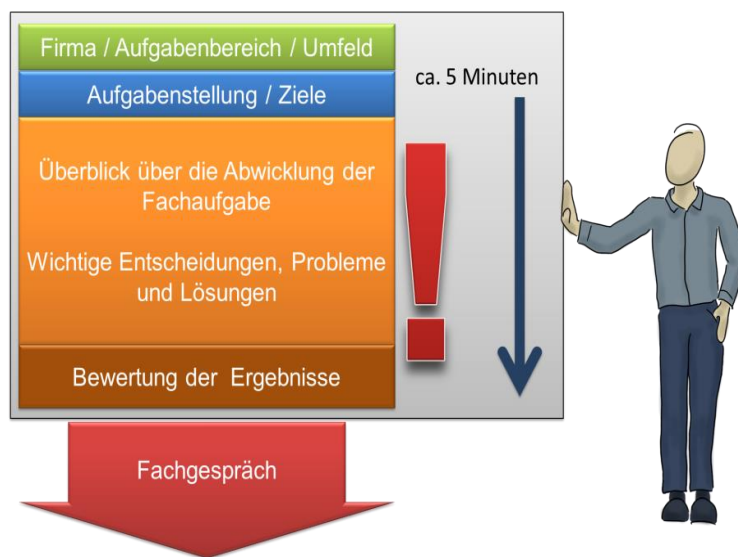 Firma / Aufgabenbereich / Umfeld
ca. 5 Minuten
Aufgabenstellung / Ziele
Überblick über die Abwicklung der
Fachaufgabe
Wichtige Entscheidungen, Probleme
und Lösungen
!
Bewertung der Ergebnisse
Fachgespräch